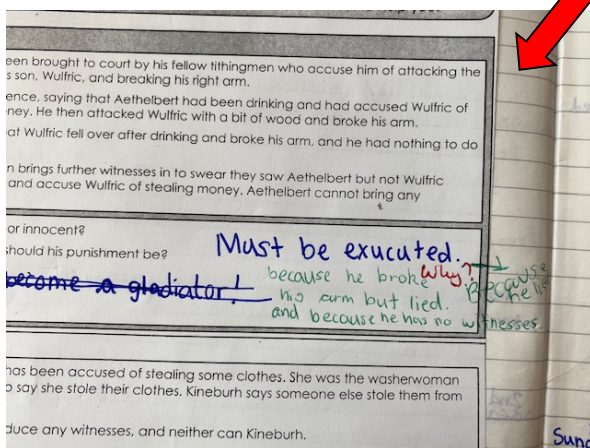 een brought to court by his fellow tithingmen who accuse him of attacking the
s son, Wulfric, and breaking his right arm.
ence, saying that Aethelbert had been drinking and had accused Wulfric of
ney. He then attacked Wulfric with a bit of wood and broke his arm.
at Wulfric fell over after drinking and broke his arm, and he had nothing to do
n brings further witnesses in to swear they saw Aethelbert but not Wulfric
and accuse Wulfric of stealing money. Aethelbert cannot bring any
or innocent?
should his punishment be?
Must be exucuted.
Why?
Because
he lied
become a gladiator!
because he broke
his arm but lied.
and because he has no witnesses
has been accused of stealing some clothes. She was the washerwoman
o say she stole their clothes. Kineburh says someone else stole them from
duce any witnesses, and neither can Kineburh.